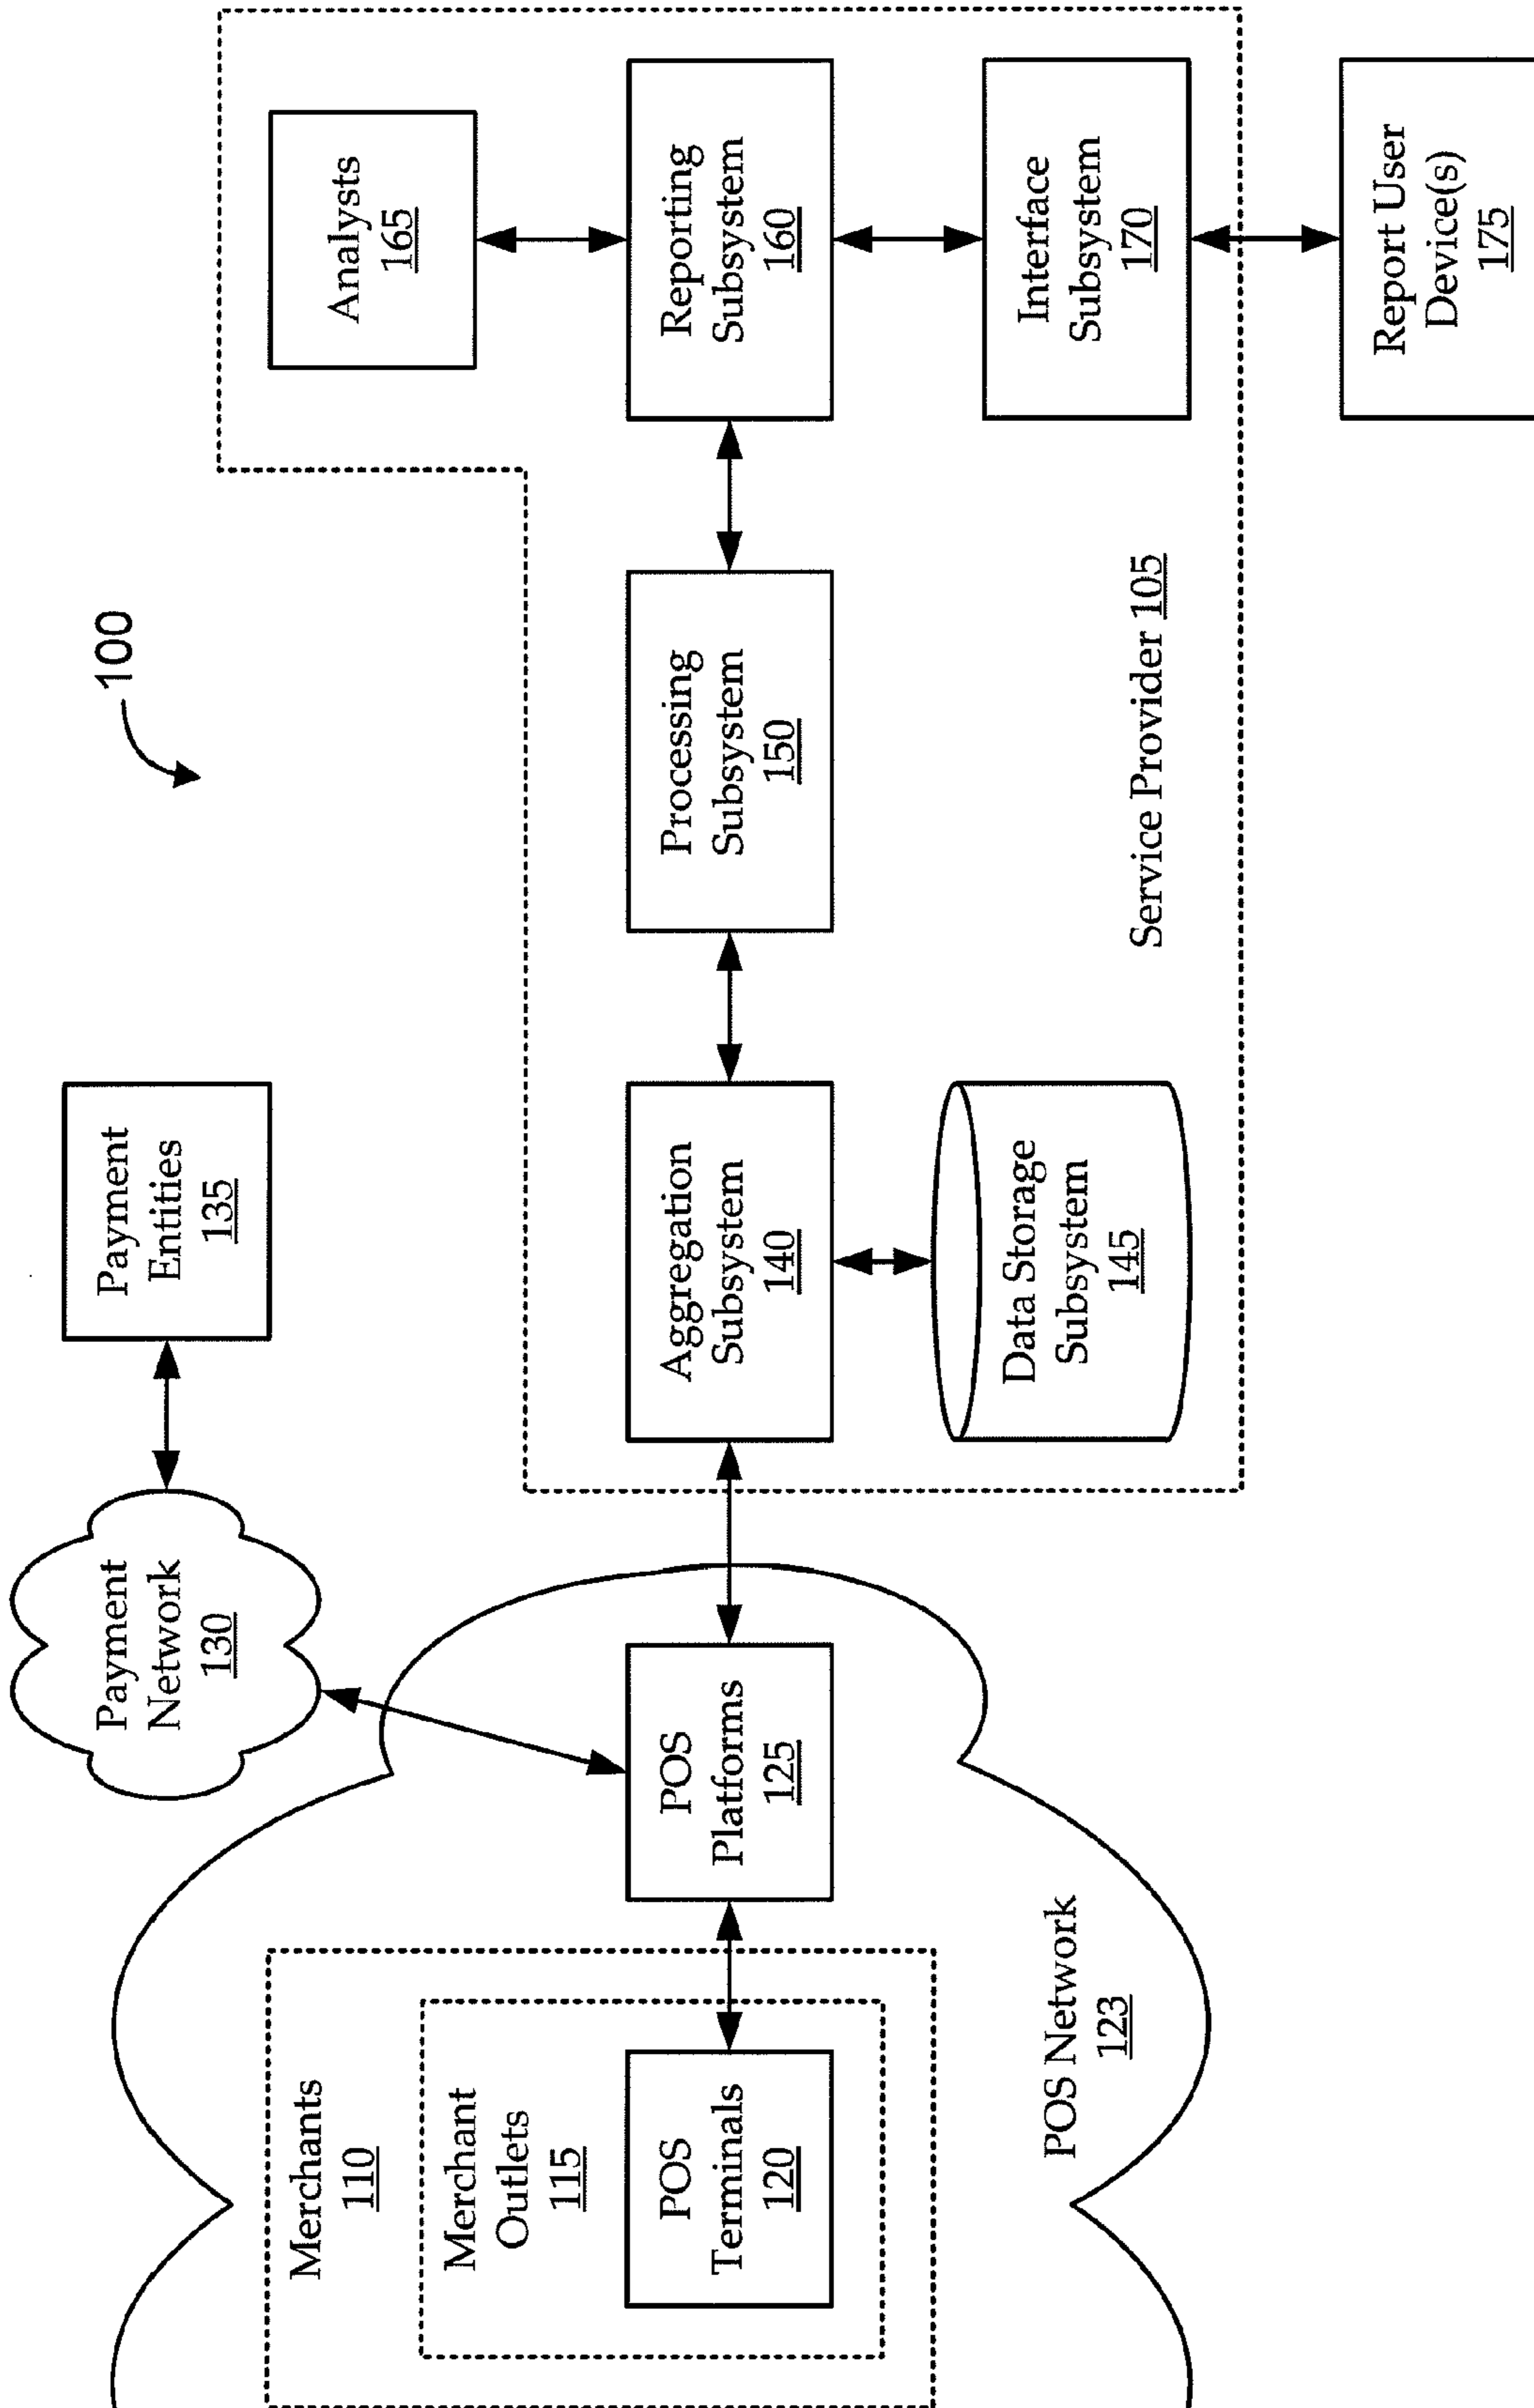 100
Payment
Network
130
Payment
Entities
135
Merchants
110
Merchant
Outlets
115
POS
Terminals
120
POS
Platforms
125
POS Network
123
Aggregation
Subsystem
140
Data Storage
Subsystem
145
Processing
Subsystem
150
Analysts
165
Reporting
Subsystem
160
Interface
Subsystem
170
Service Provider 105
Report User
Device(s)
175